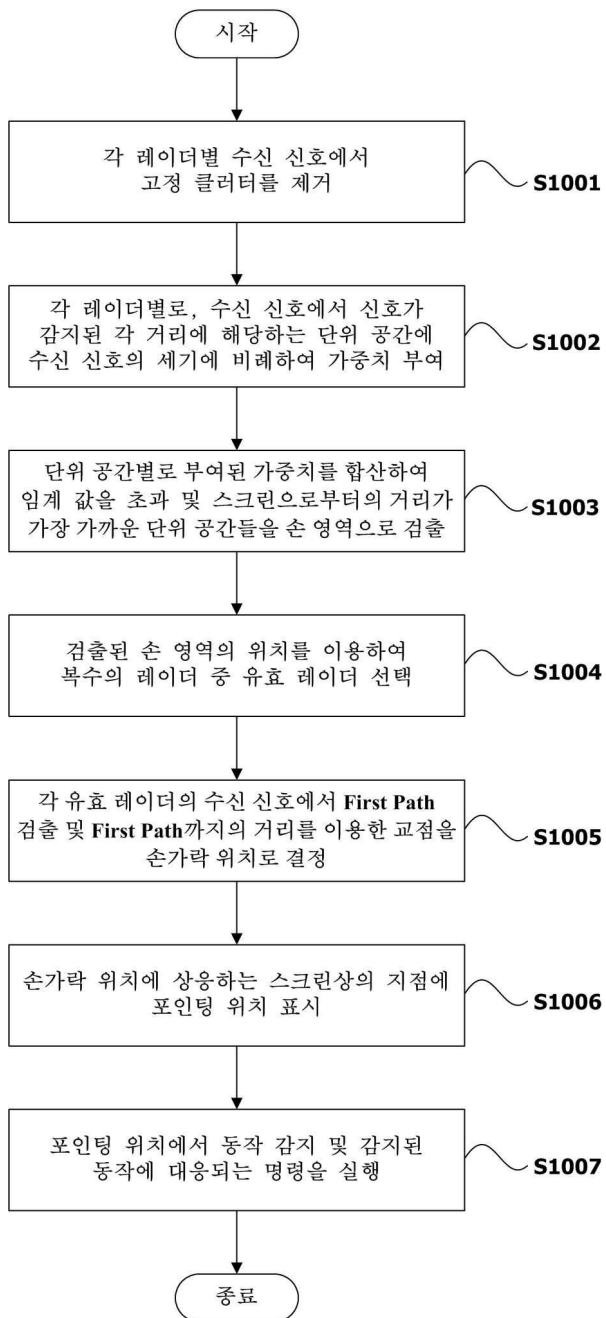 시작
각 레이더별 수신 신호에서
고정 클러터를 제거
S1001
각 레이더별로, 수신 신호에서 신호가
감지된 각 거리에 해당하는 단위 공간에
수신 신호의 세기에 비례하여 가중치 부여
S1002
단위 공간별로 부여된 가중치를 합산하여
임계 값을 초과 및 스크린으로부터의 거리가
가장 가까운 단위 공간들을 손 영역으로 검출
S1003
검출된 손 영역의 위치를 이용하여
복수의 레이더 중 유효 레이더 선택
S1004
각 유효 레이더의 수신 신호에서 First Path
검출 및 First Path까지의 거리를 이용한 교점을
손가락 위치로 결정
S1005
손가락 위치에 상응하는 스크린상의 지점에
포인팅 위치 표시
S1006
포인팅 위치에서 동작 감지 및 감지된
동작에 대응되는 명령을 실행
S1007
종료